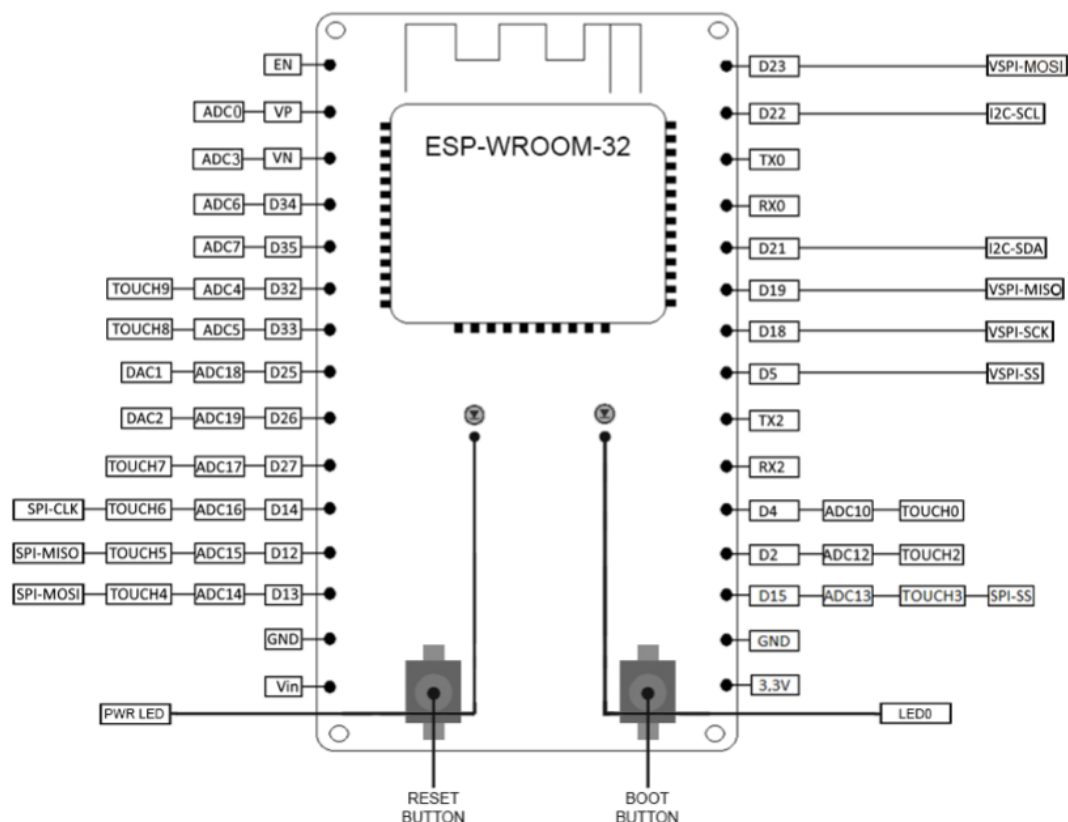 ESP-WROOM-32
EN
ADC0 VP
ADC3 VN
ADC6 D34
ADC7 D35
TOUCH9 ADC4 D32
TOUCH8 ADC5 D33
DAC1 ADC18 D25
DAC2 ADC19 D26
TOUCH7 ADC17 D27
SPI-CLK TOUCH6 ADC16 D14
SPI-MISO TOUCH5 ADC15 D12
SPI-MOSI TOUCH4 ADC14 D13
GND
Vin
PWR LED
D23 VSPI-MOSI
D22 I2C-SCL
TX0
RX0
D21 I2C-SDA
D19 VSPI-MISO
D18 VSPI-SCK
D5 VSPI-SS
TX2
RX2
D4 ADC10 TOUCH0
D2 ADC12 TOUCH2
D15 ADC13 TOUCH3 SPI-SS
GND
3.3V
LED0
RESET
BUTTON
BOOT
BUTTON